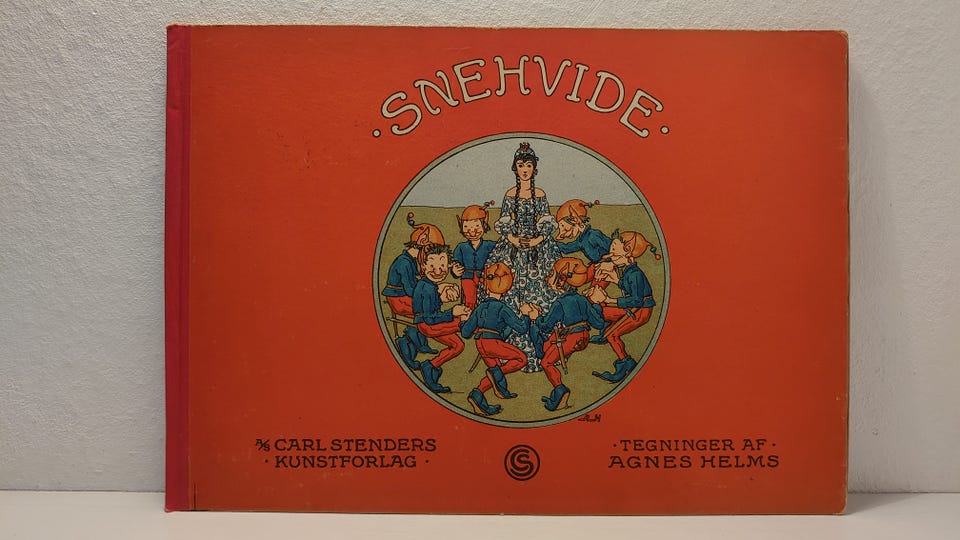 · SNEHVIDE ·
A/S CARL STENDERS
· KUNSTFORLAG ·
· TEGNINGER AF ·
AGNES HELMS